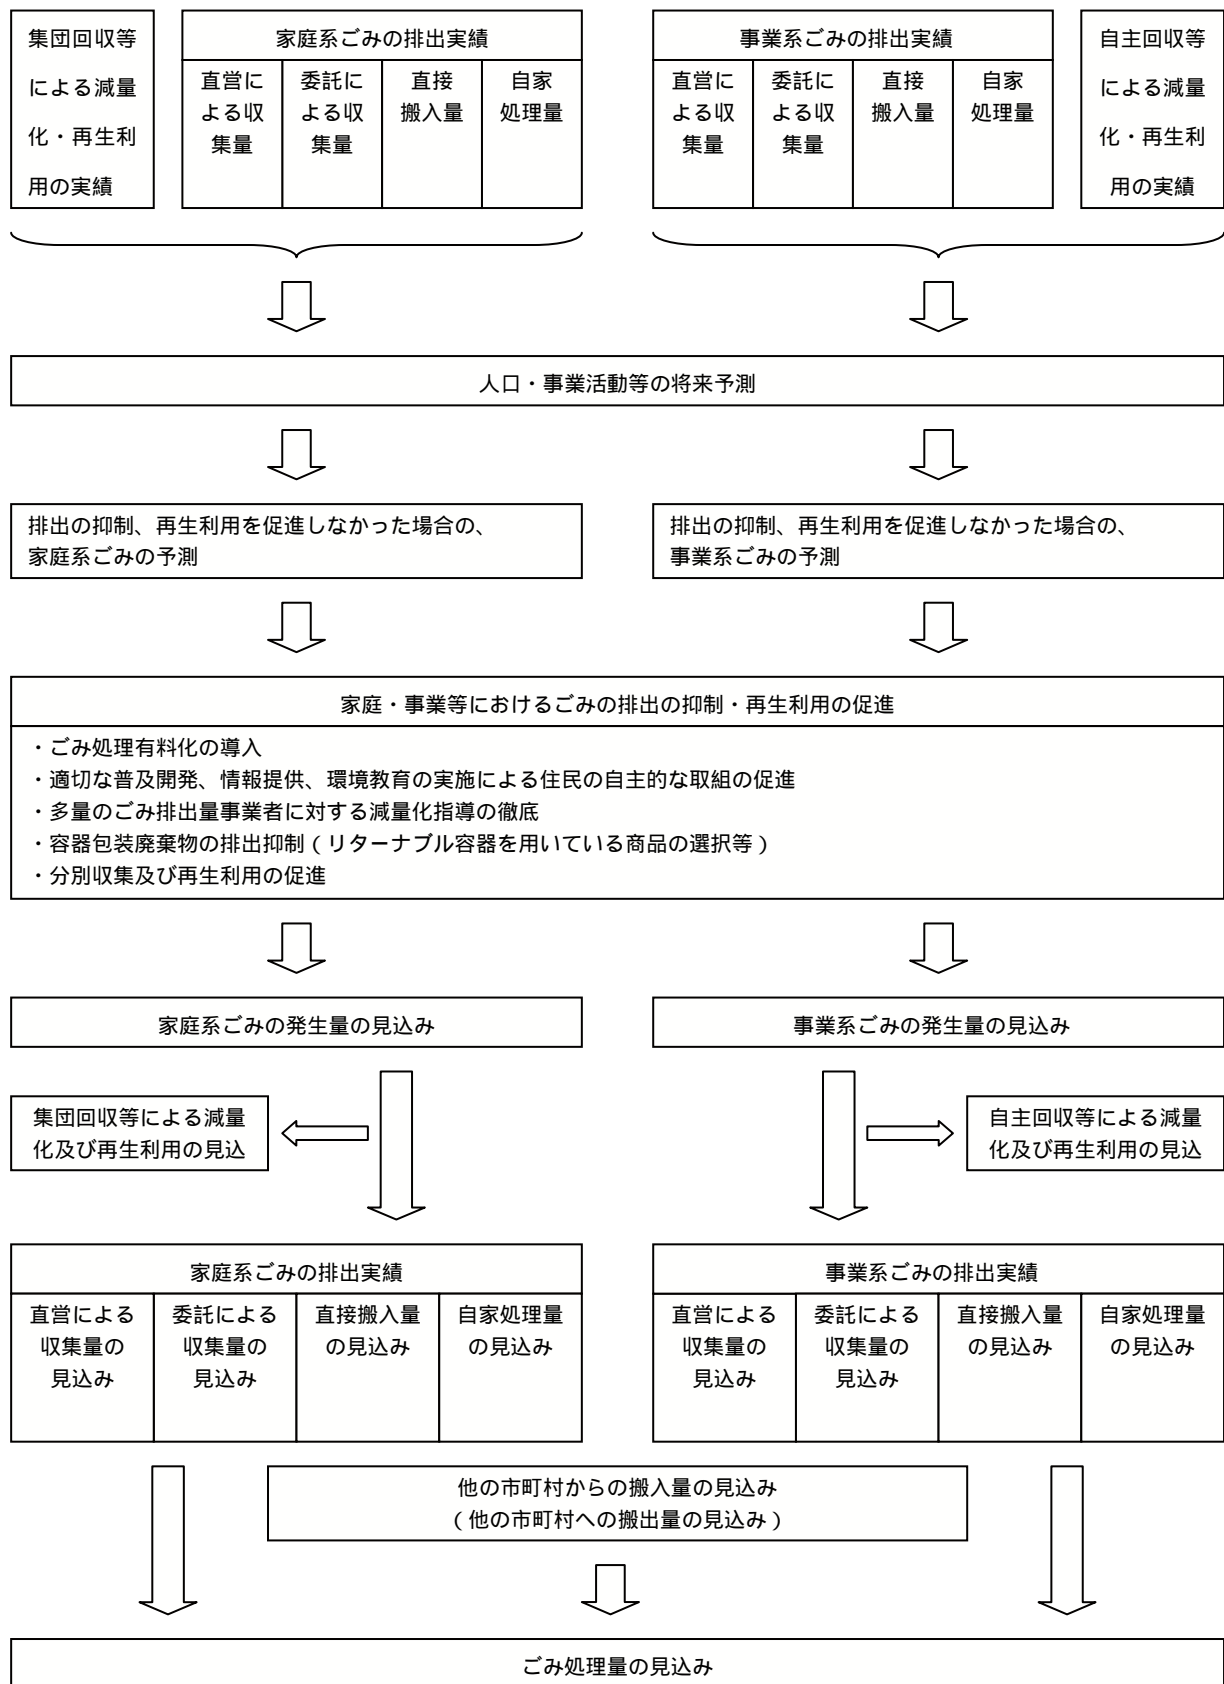 集団回収等
による減量
化・再生利
用の実績
家庭系ごみの排出実績
直営に
よる収
集量
委託に
よる収
集量
直接
搬入量
自家
処理量
事業系ごみの排出実績
直営に
よる収
集量
委託に
よる収
集量
直接
搬入量
自家
処理量
自主回収等
による減量
化・再生利
用の実績
人口・事業活動等の将来予測
排出の抑制、再生利用を促進しなかった場合の、
家庭系ごみの予測
排出の抑制、再生利用を促進しなかった場合の、
事業系ごみの予測
家庭・事業等におけるごみの排出の抑制・再生利用の促進
・ごみ処理有料化の導入
・適切な普及開発、情報提供、環境教育の実施による住民の自主的な取組の促進
・多量のごみ排出量事業者に対する減量化指導の徹底
・容器包装廃棄物の排出抑制（リターナブル容器を用いている商品の選択等）
・分別収集及び再生利用の促進
家庭系ごみの発生量の見込み
事業系ごみの発生量の見込み
集団回収等による減量
化及び再生利用の見込
自主回収等による減量
化及び再生利用の見込
家庭系ごみの排出実績
直営による
収集量の
見込み
委託による
収集量の
見込み
直接搬入量
の見込み
自家処理量
の見込み
事業系ごみの排出実績
直営による
収集量の
見込み
委託による
収集量の
見込み
直接搬入量
の見込み
自家処理量
の見込み
他の市町村からの搬入量の見込み
（他の市町村への搬出量の見込み）
ごみ処理量の見込み